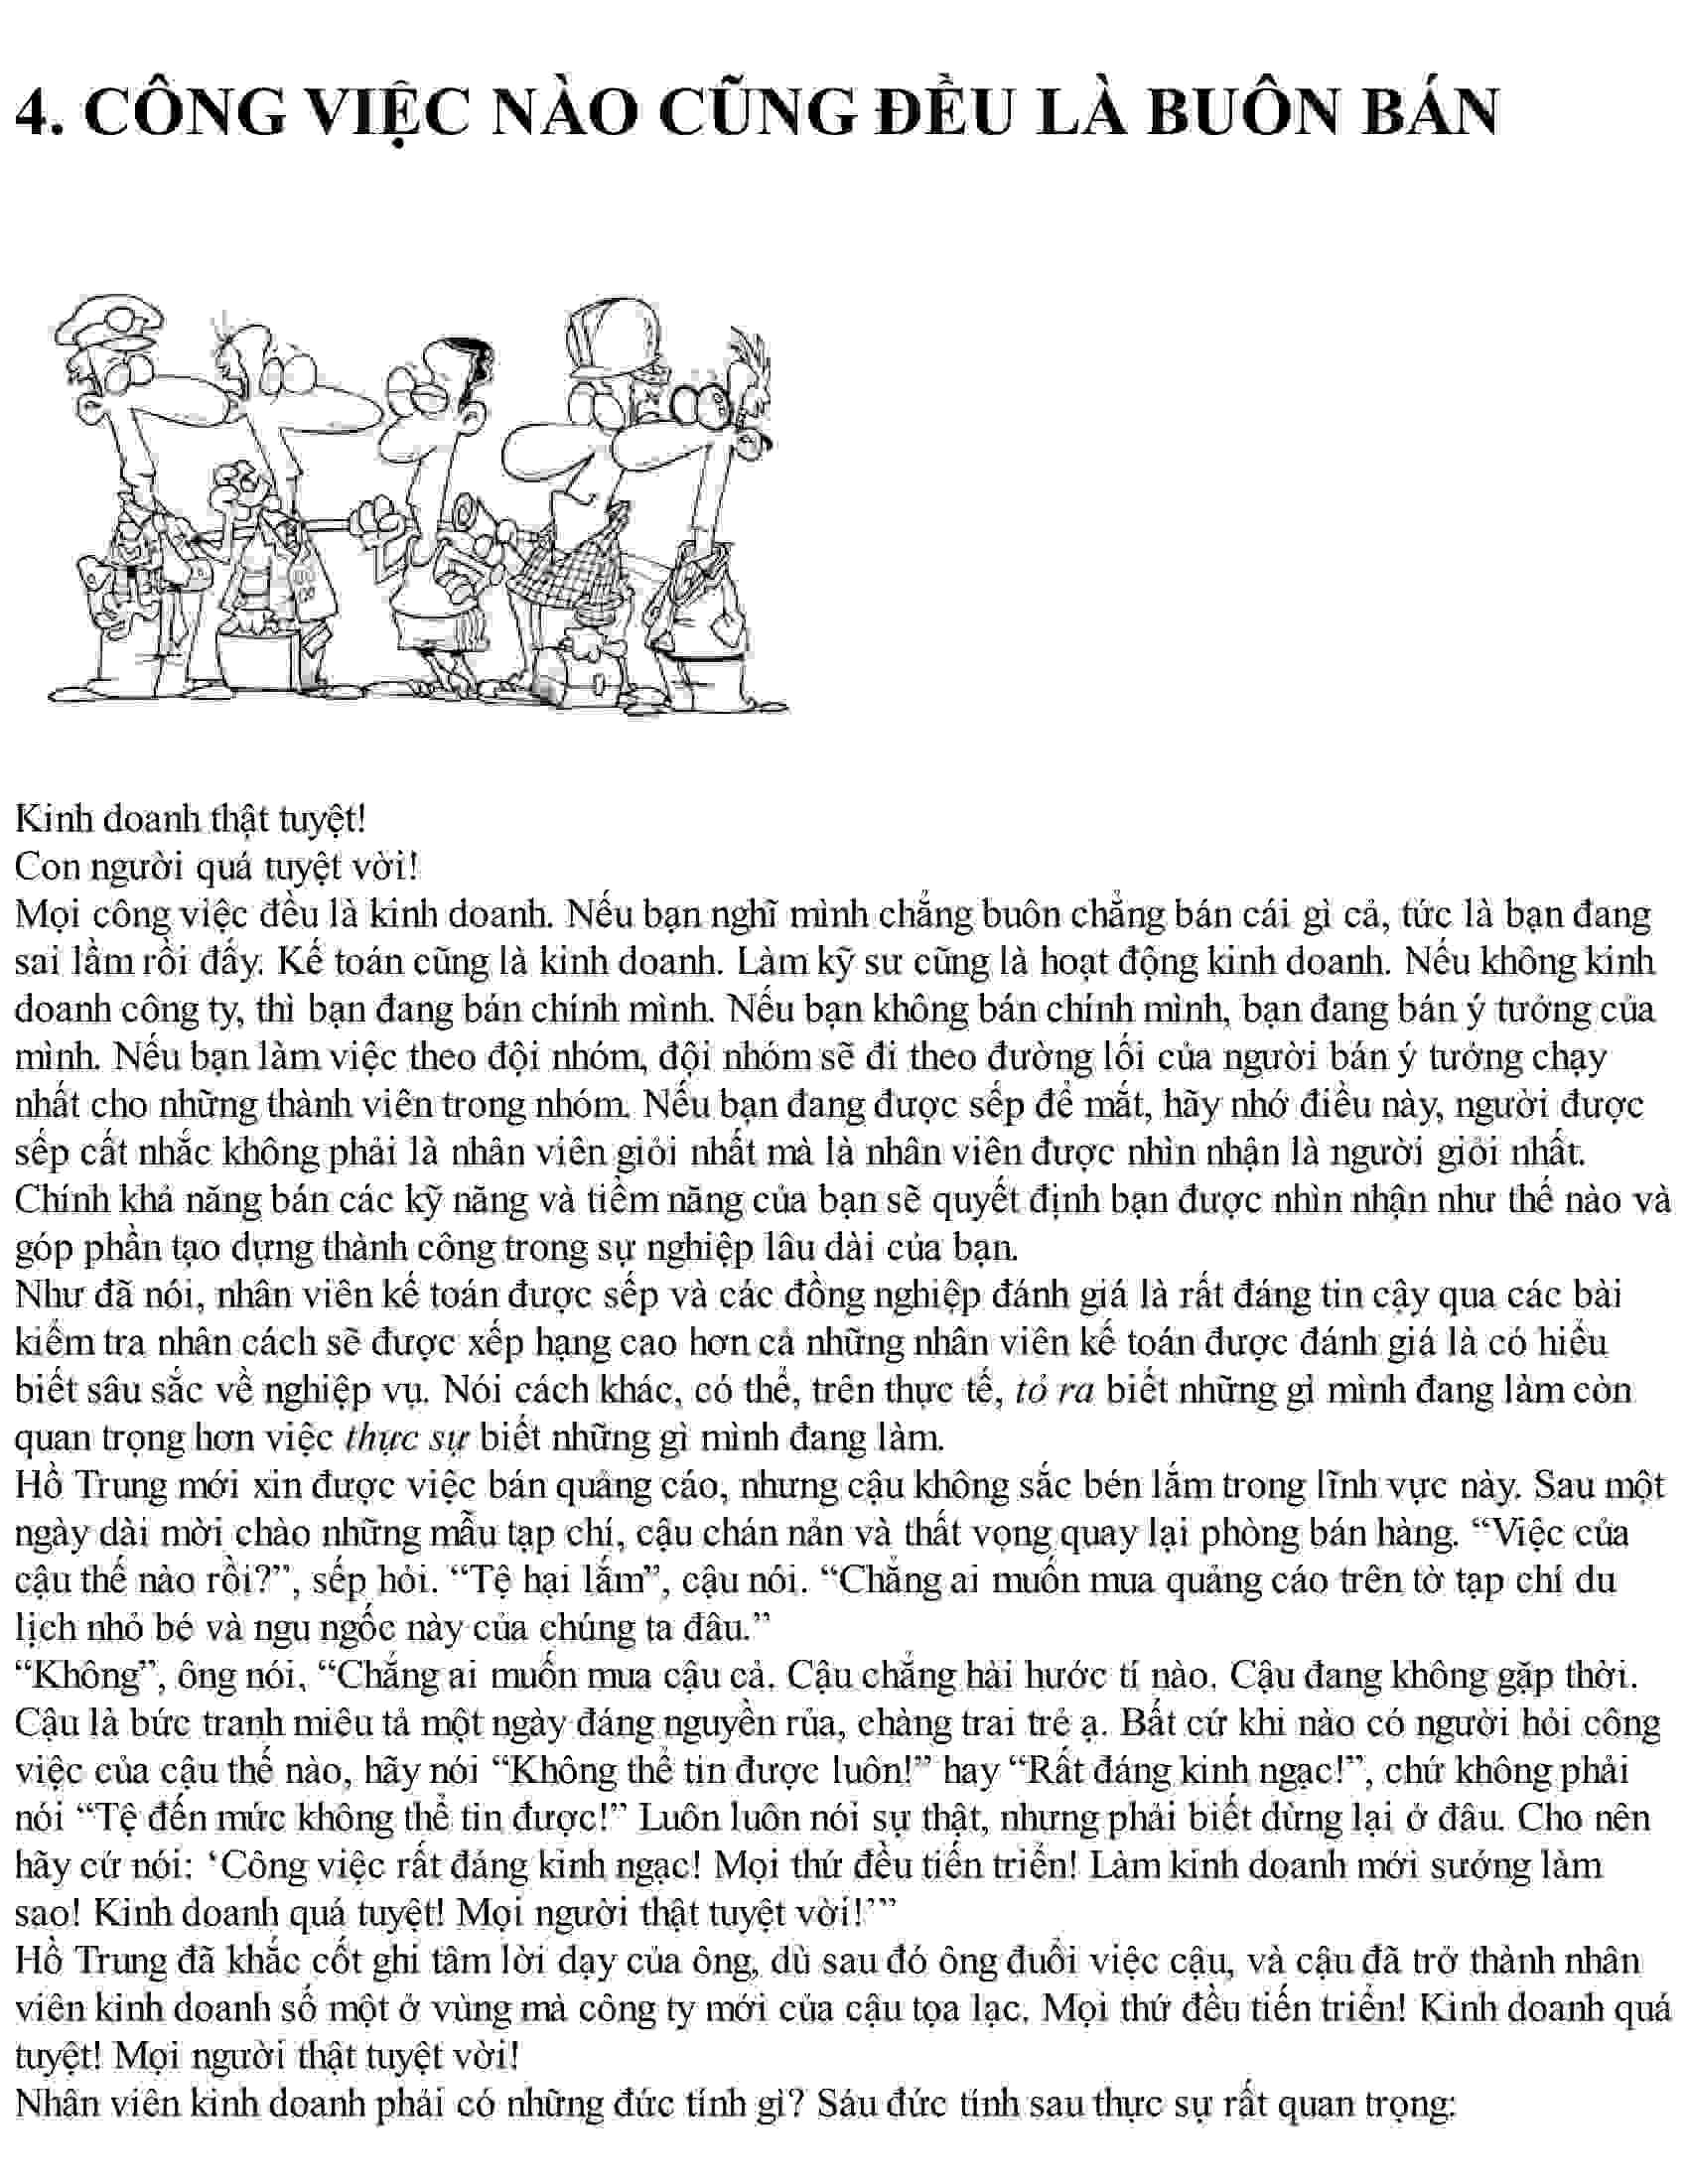 4. CÔNG VIỆC NÀO CŨNG ĐỀU LÀ BUÔN BÁN
Kinh doanh thật tuyệt!
Con người quá tuyệt vời!
Mọi công việc đều là kinh doanh. Nếu bạn nghĩ mình chẳng buôn chẳng bán cái gì cả, tức là bạn đang
sai lầm rồi đấy. Kế toán cũng là kinh doanh. Làm kỹ sư cũng là hoạt động kinh doanh. Nếu không kinh
doanh công ty, thì bạn đang bán chính mình. Nếu bạn không bán chính mình, bạn đang bán ý tưởng của
mình. Nếu bạn làm việc theo đội nhóm, đội nhóm sẽ đi theo đường lối của người bán ý tưởng chạy
nhất cho những thành viên trong nhóm. Nếu bạn đang được sếp để mắt, hãy nhớ điều này, người được
sếp cất nhắc không phải là nhân viên giỏi nhất mà là nhân viên được nhìn nhận là người giỏi nhất.
Chính khả năng bán các kỹ năng và tiềm năng của bạn sẽ quyết định bạn được nhìn nhận như thế nào và
góp phần tạo dựng thành công trong sự nghiệp lâu dài của bạn.
Như đã nói, nhân viên kế toán được sếp và các đồng nghiệp đánh giá là rất đáng tin cậy qua các bài
kiểm tra nhân cách sẽ được xếp hạng cao hơn cả những nhân viên kế toán được đánh giá là có hiểu
biết sâu sắc về nghiệp vụ. Nói cách khác, có thể, trên thực tế, tỏ ra biết những gì mình đang làm còn
quan trọng hơn việc thực sự biết những gì mình đang làm.
Hồ Trung mới xin được việc bán quảng cáo, nhưng cậu không sắc bén lắm trong lĩnh vực này. Sau một
ngày dài mời chào những mẫu tạp chí, cậu chán nản và thất vọng quay lại phòng bán hàng. “Việc của
cậu thế nào rồi?”, sếp hỏi. “Tệ hại lắm”, cậu nói. “Chẳng ai muốn mua quảng cáo trên tờ tạp chí du
lịch nhỏ bé và ngu ngốc này của chúng ta đâu.”
“Không”, ông nói, “Chẳng ai muốn mua cậu cả. Cậu chẳng hài hước tí nào. Cậu đang không gặp thời.
Cậu là bức tranh miêu tả một ngày đáng nguyền rủa, chàng trai trẻ ạ. Bất cứ khi nào có người hỏi công
việc của cậu thế nào, hãy nói “Không thể tin được luôn!” hay “Rất đáng kinh ngạc!”, chứ không phải
nói “Tệ đến mức không thể tin được!” Luôn luôn nói sự thật, nhưng phải biết dừng lại ở đâu. Cho nên
hãy cứ nói: ‘Công việc rất đáng kinh ngạc! Mọi thứ đều tiến triển! Làm kinh doanh mới sướng làm
sao! Kinh doanh quá tuyệt! Mọi người thật tuyệt vời!’”
Hồ Trung đã khắc cốt ghi tâm lời dạy của ông, dù sau đó ông đuổi việc cậu, và cậu đã trở thành nhân
viên kinh doanh số một ở vùng mà công ty mới của cậu tọa lạc. Mọi thứ đều tiến triển! Kinh doanh quá
tuyệt! Mọi người thật tuyệt vời!
Nhân viên kinh doanh phải có những đức tính gì? Sáu đức tính sau thực sự rất quan trọng: